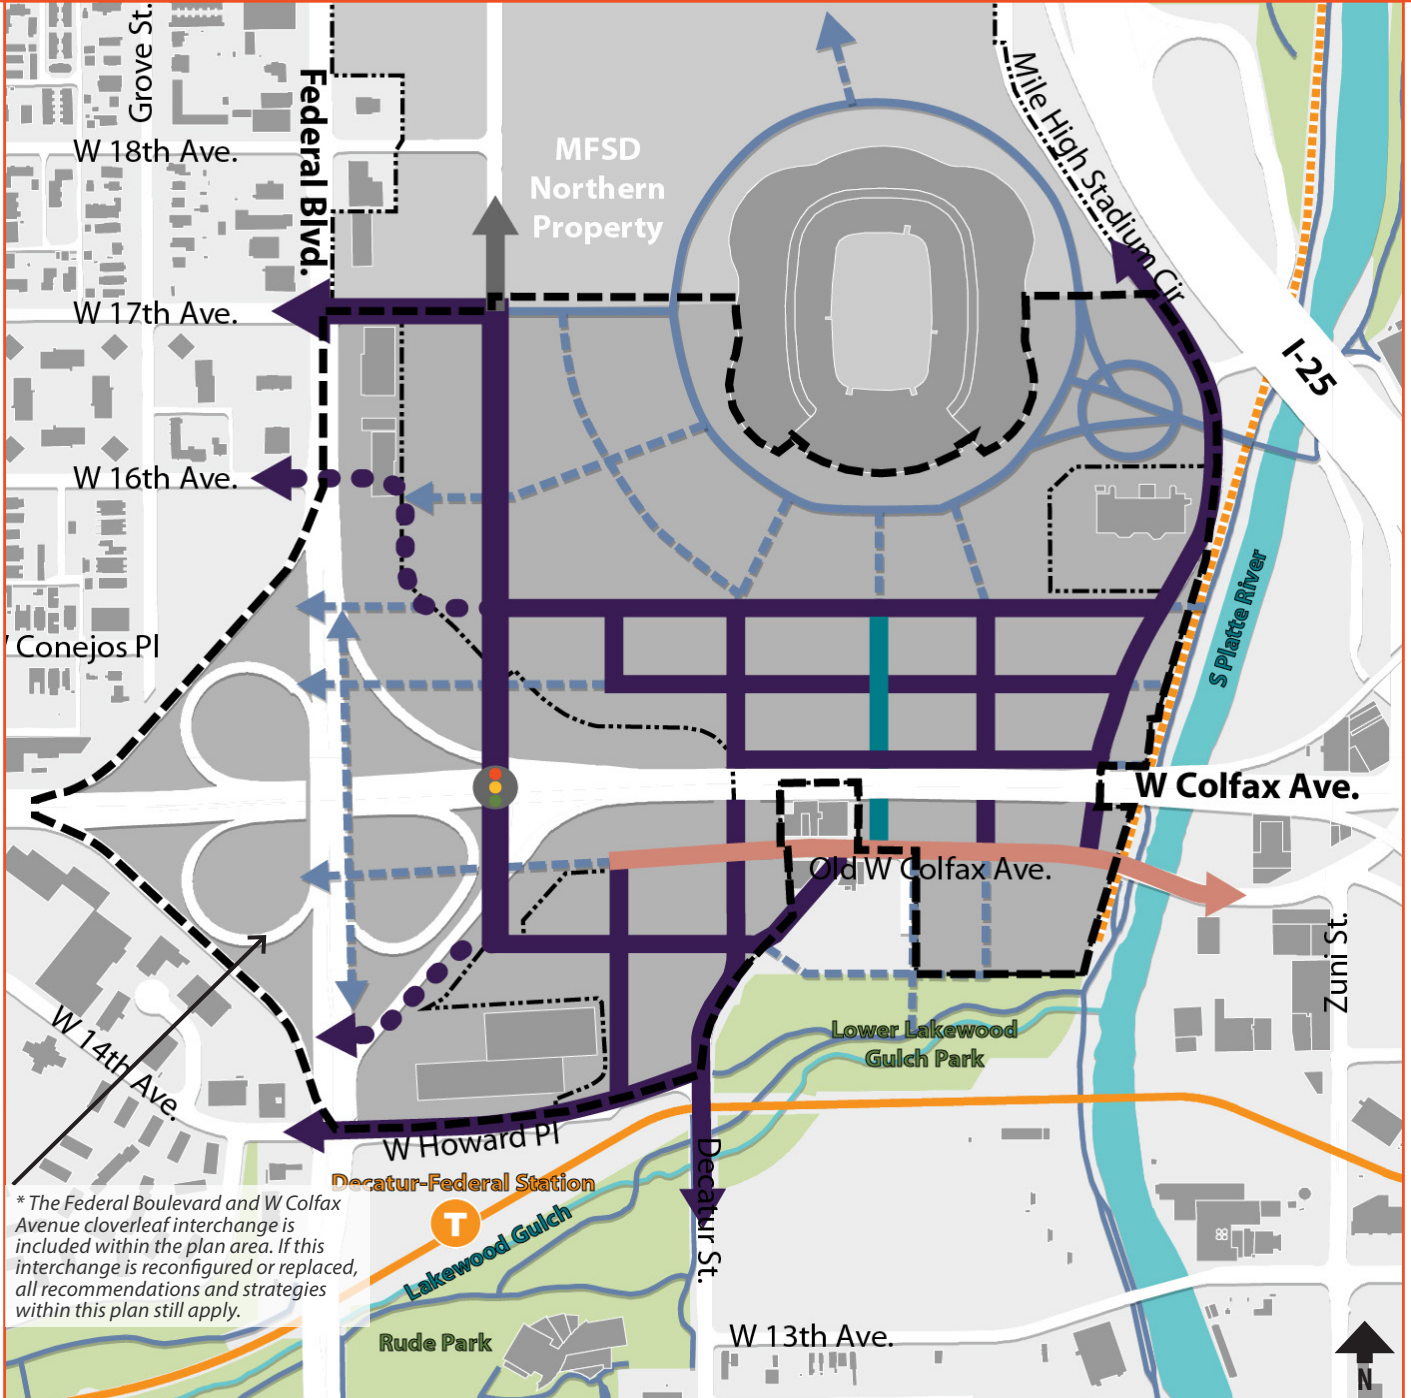 Grove St.
Federal Blvd.
W 18th Ave.
MFSD
Northern
Property
Mile High Stadium Cir
W 17th Ave.
I-25
W 16th Ave.
Conejos Pl
S Platte River
W Colfax Ave.
Old W Colfax Ave.
Zuni St.
W 14th Ave.
Lower Lakewood
Gulch Park
W Howard Pl
Decatur-Federal Station
T
Lakewood Gulch
Decatur St.
* The Federal Boulevard and W Colfax
Avenue cloverleaf interchange is
included within the plan area. If this
interchange is reconfigured or replaced,
all recommendations and strategies
within this plan still apply.
Rude Park
W 13th Ave.
N